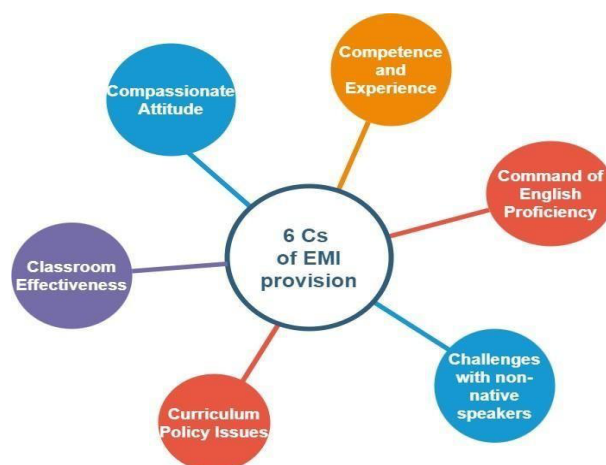 Compassionate
Attitude
Competence
and
Experience
Command of
English
Proficiency
6 Cs
of EMI
provision
Classroom
Effectiveness
Challenges
with non-
native
speakers
Curriculum
Policy Issues